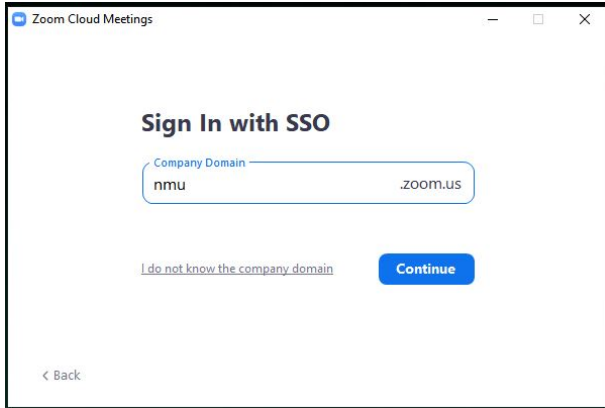 Zoom Cloud Meetings
Sign In with SSO
Company Domain
nmu .zoom.us
I do not know the company domain Continue
< Back